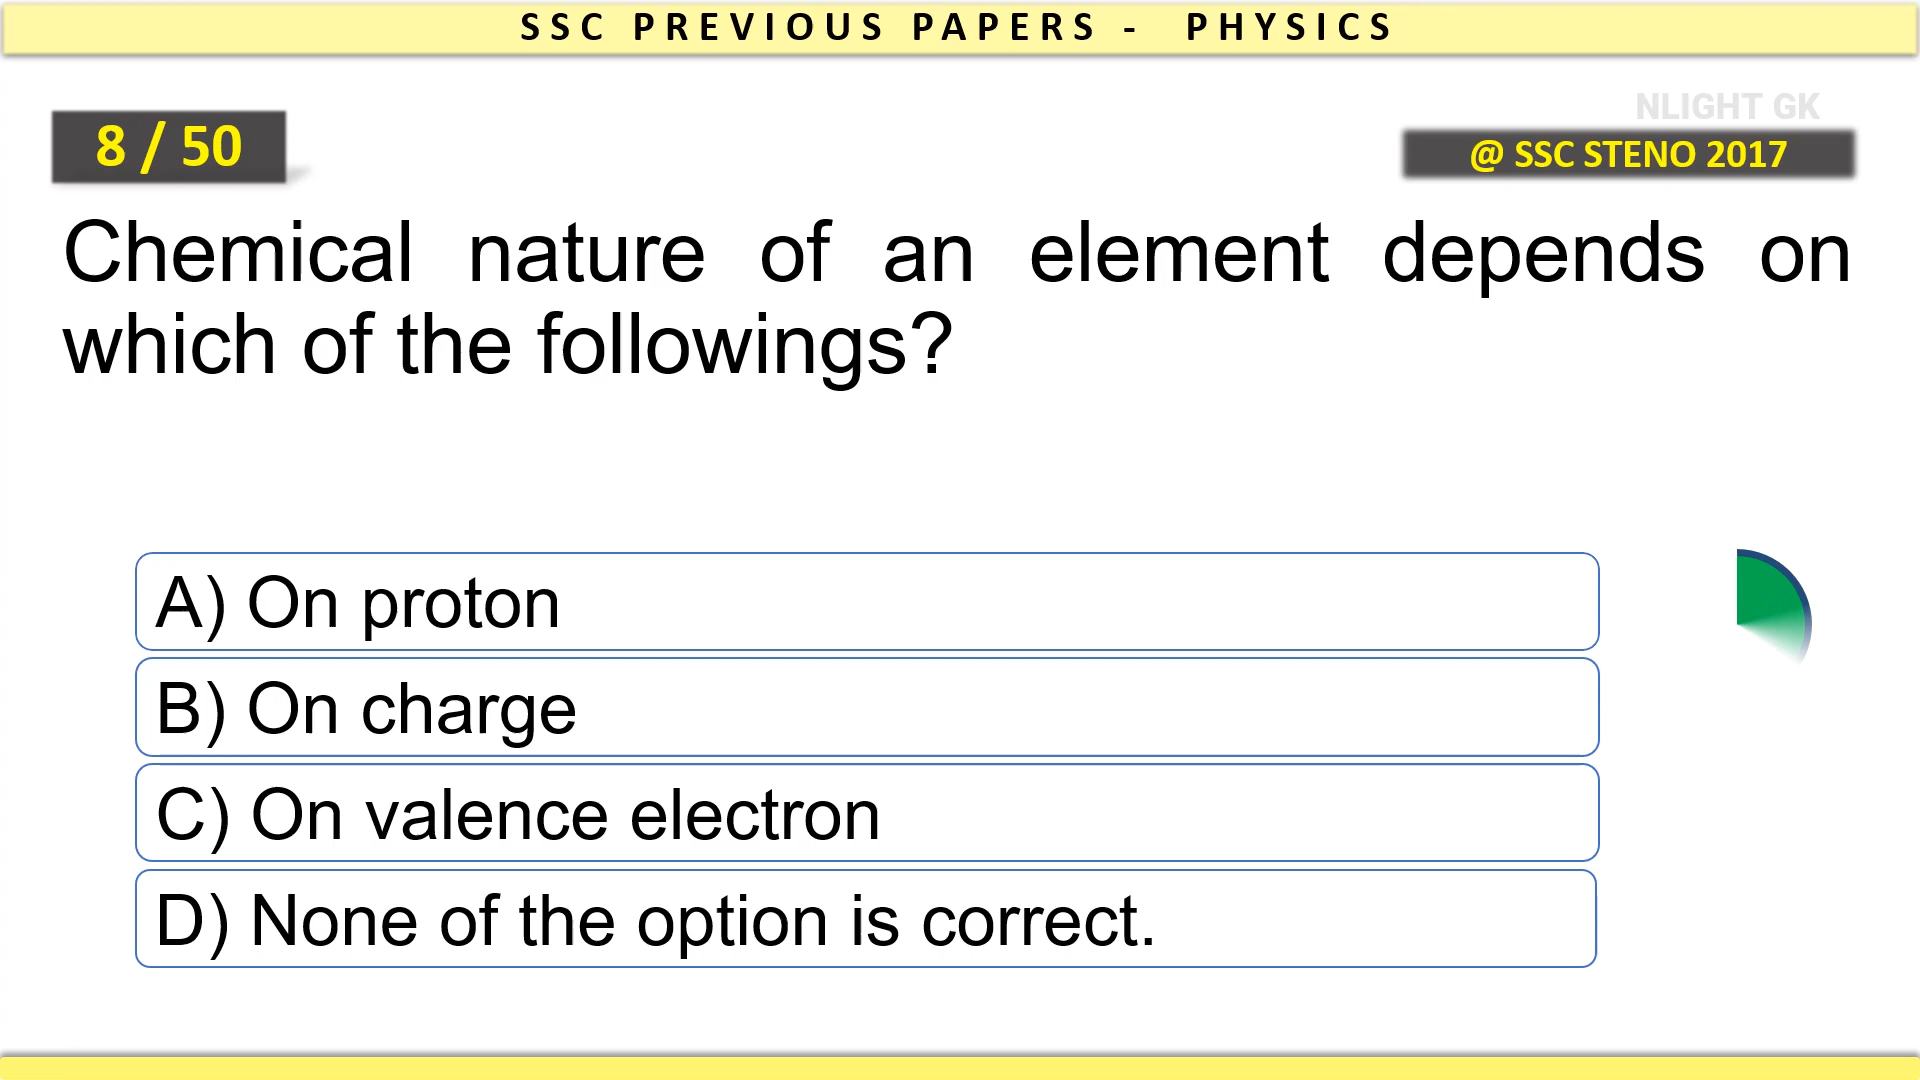 SSC PREVIOUS PAPERS - PHYSICS
NLIGHT GK
8 / 50
@ SSC STENO 2017
Chemical nature of an element depends on
which of the followings?
A) On proton
B) On charge
C) On valence electron
D) None of the option is correct.